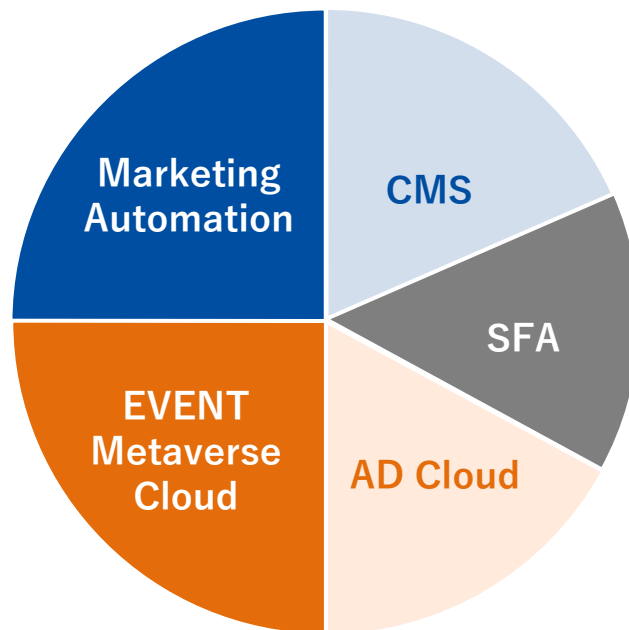 Marketing
Automation
CMS
SFA
EVENT
Metaverse
Cloud
AD Cloud